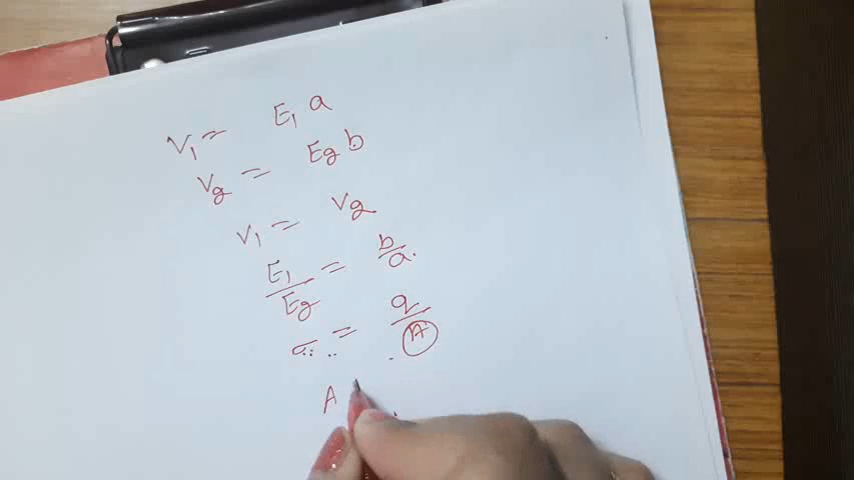 V₁ = E₁ a
Vg = Eg b
V₁ = Vg
E₁/Eg = b/a.
σ = q/A
A